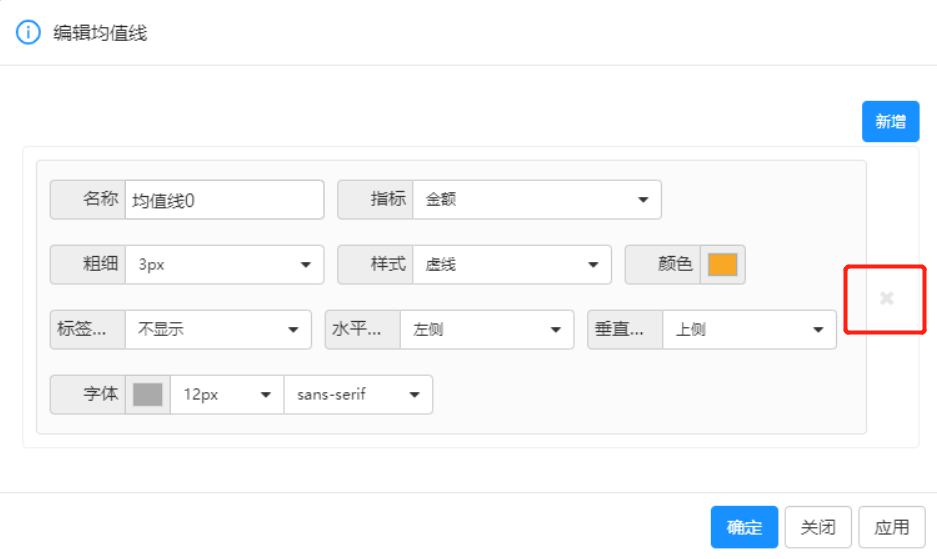 编辑均值线
新增
名称 均值线0 指标 金额
粗细 3px 样式 虚线 颜色
标签... 不显示 水平... 左侧 垂直... 上侧
字体 12px sans-serif
确定 关闭 应用